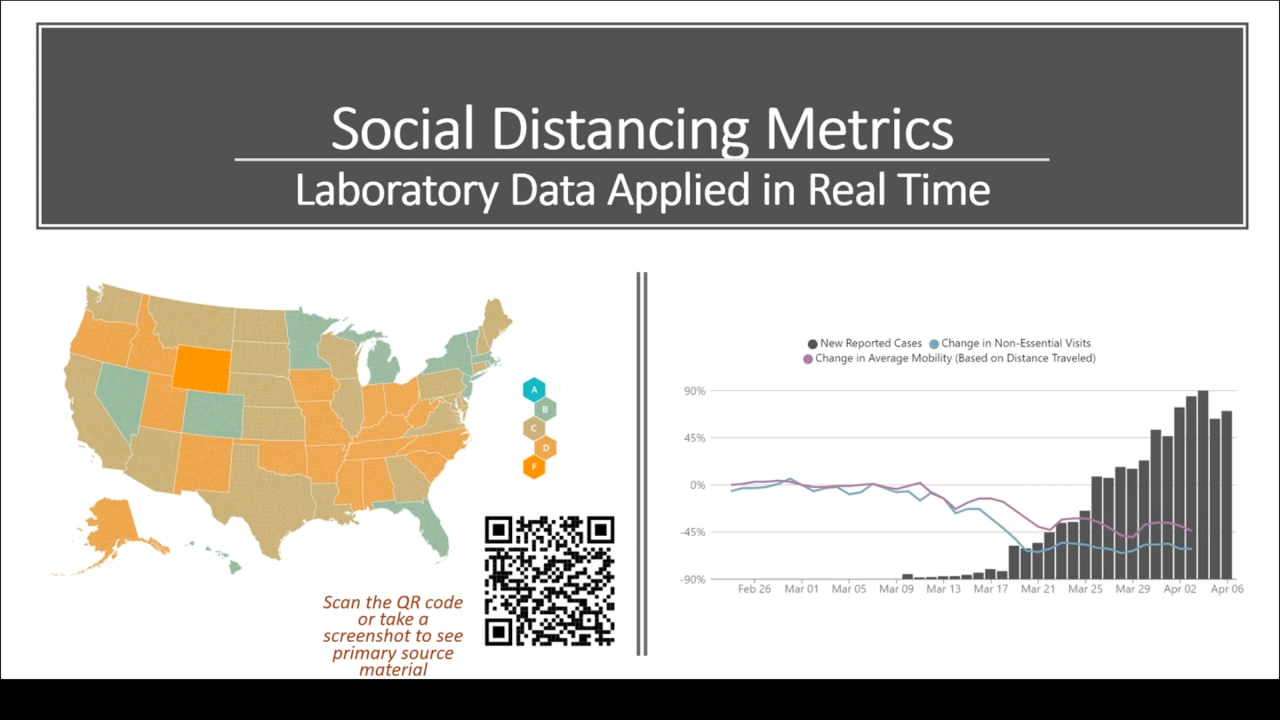 Social Distancing Metrics
Laboratory Data Applied in Real Time
A
B
C
D
F
Scan the QR code
or take a
screenshot to see
primary source
material
New Reported Cases
Change in Non-Essential Visits
Change in Average Mobility (Based on Distance Traveled)
90%
45%
0%
-45%
-90%
Feb 26
Mar 01
Mar 05
Mar 09
Mar 13
Mar 17
Mar 21
Mar 25
Mar 29
Apr 02
Apr 06